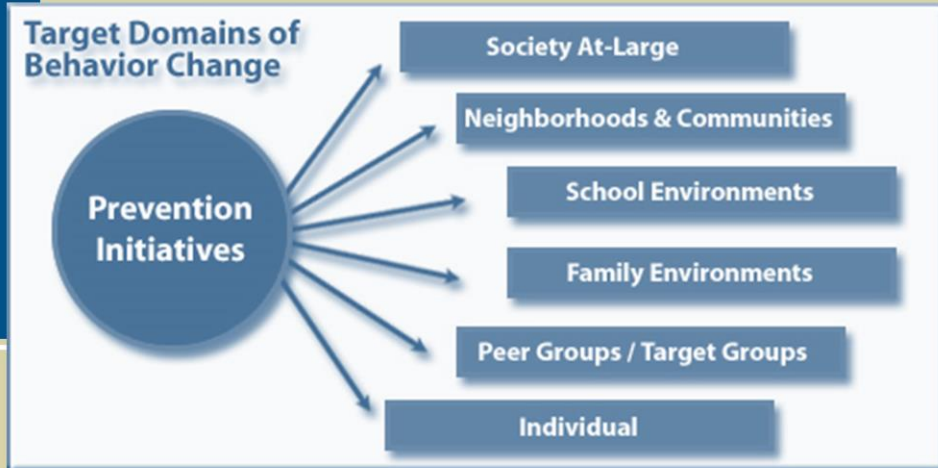 Target Domains of
Behavior Change
Prevention
Initiatives
Society At-Large
Neighborhoods & Communities
School Environments
Family Environments
Peer Groups / Target Groups
Individual